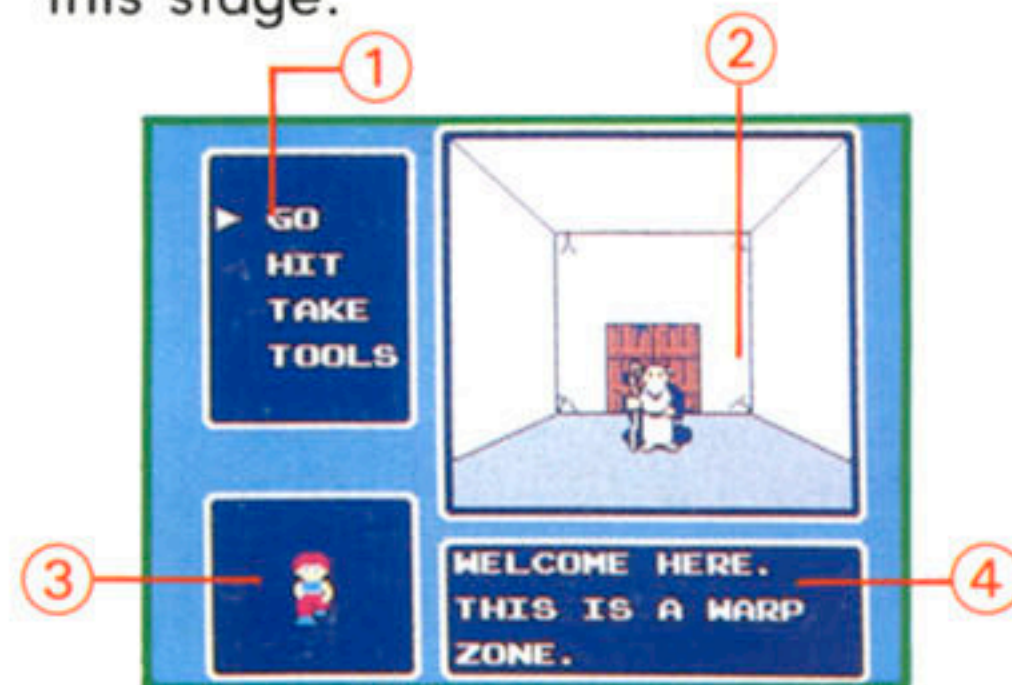 this stage.
1
2
GO
HIT
TAKE
TOOLS
3
WELCOME HERE.
THIS IS A WARP
ZONE.
4